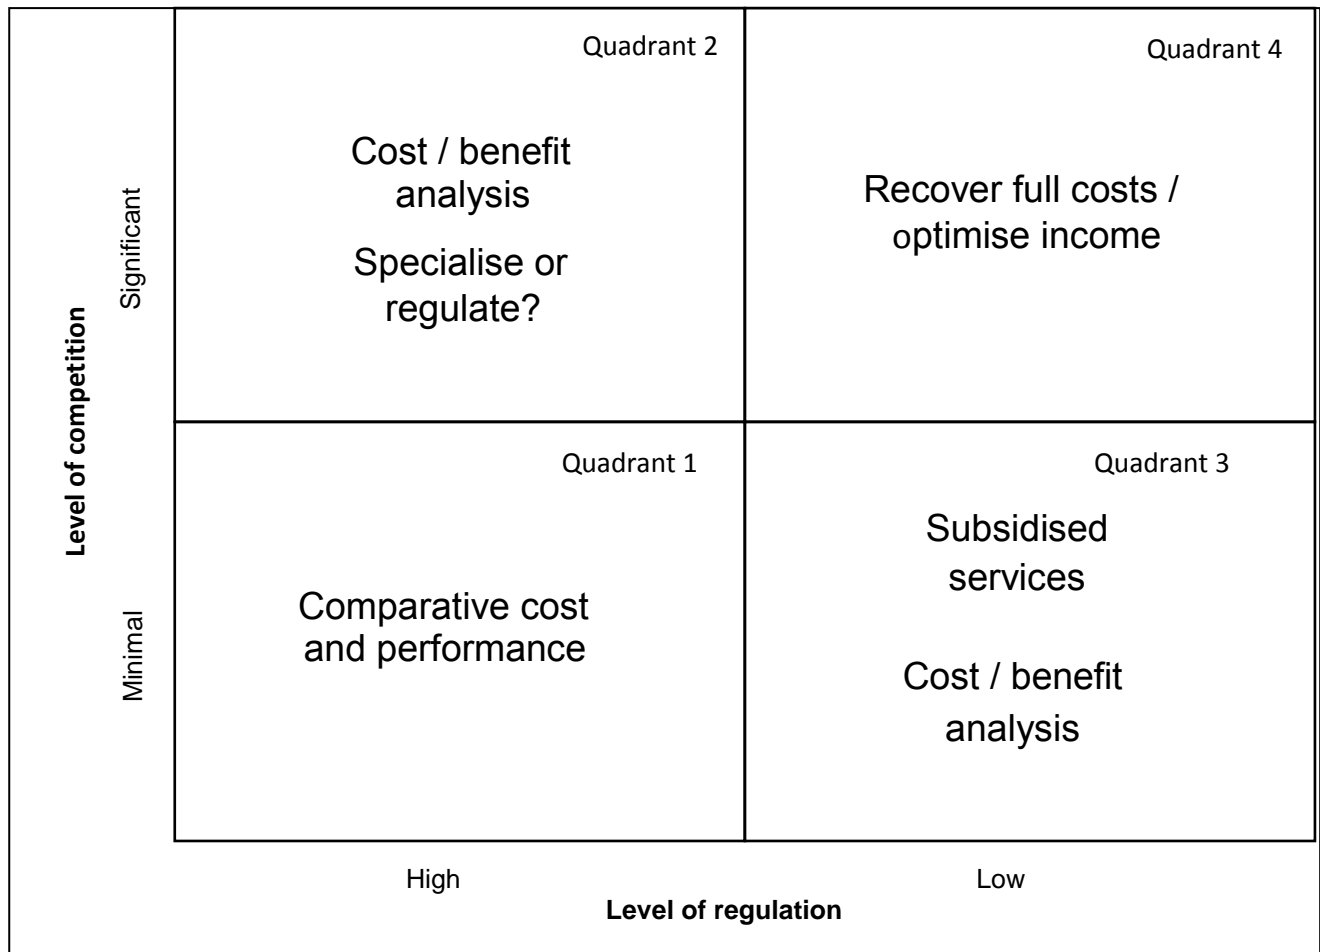 Quadrant 2
Cost / benefit
analysis
Specialise or
regulate?
Quadrant 4
Recover full costs /
optimise income
Significant
Level of competition
Minimal
Quadrant 1
Comparative cost
and performance
Quadrant 3
Subsidised
services
Cost / benefit
analysis
High
Low
Level of regulation